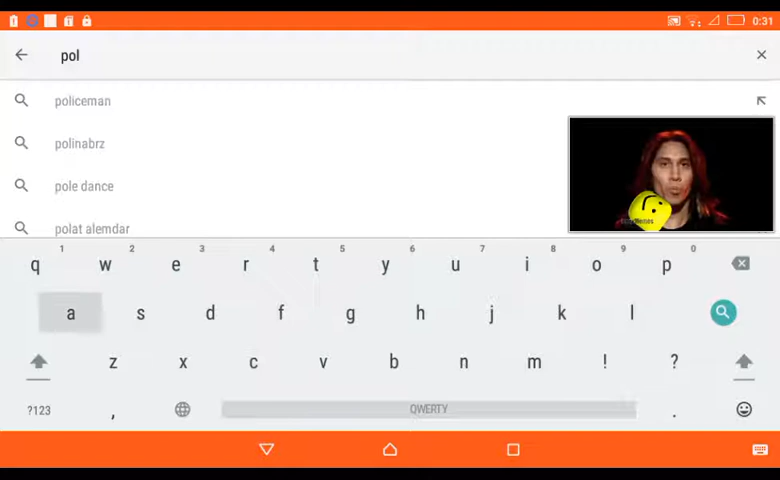 0:31
pol
policeman
polinabrz
pole dance
polat alemdar
1 2 3 4 5 6 7 8 9 0
q w e r t y u i o p
a s d f g h j k l
z x c v b n m ! ?
?123 , QWERTY .